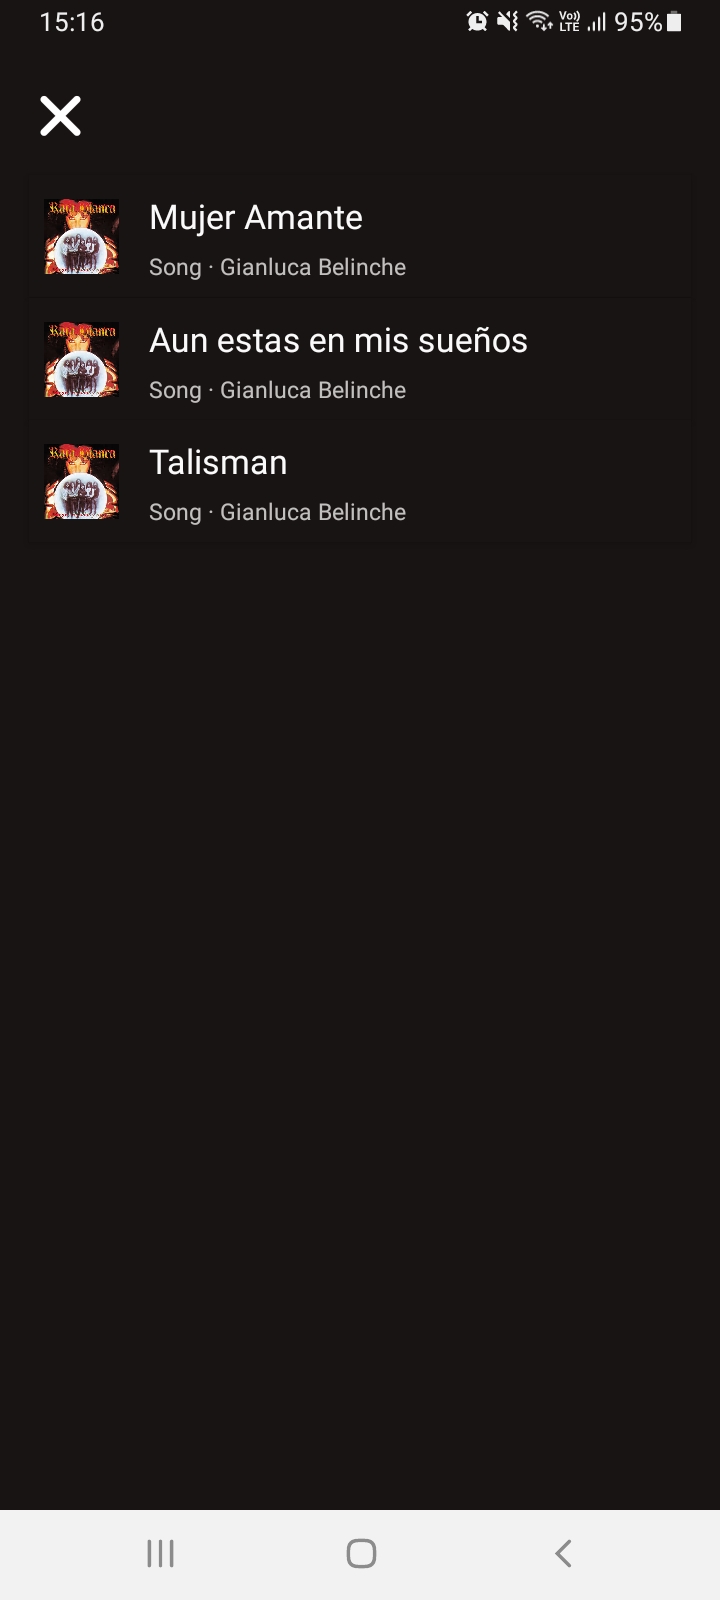 15:16
Vo)) LTE 95%
Rata Blanca
Mujer Amante
Song · Gianluca Belinche
Rata Blanca
Aun estas en mis sueños
Song · Gianluca Belinche
Rata Blanca
Talisman
Song · Gianluca Belinche